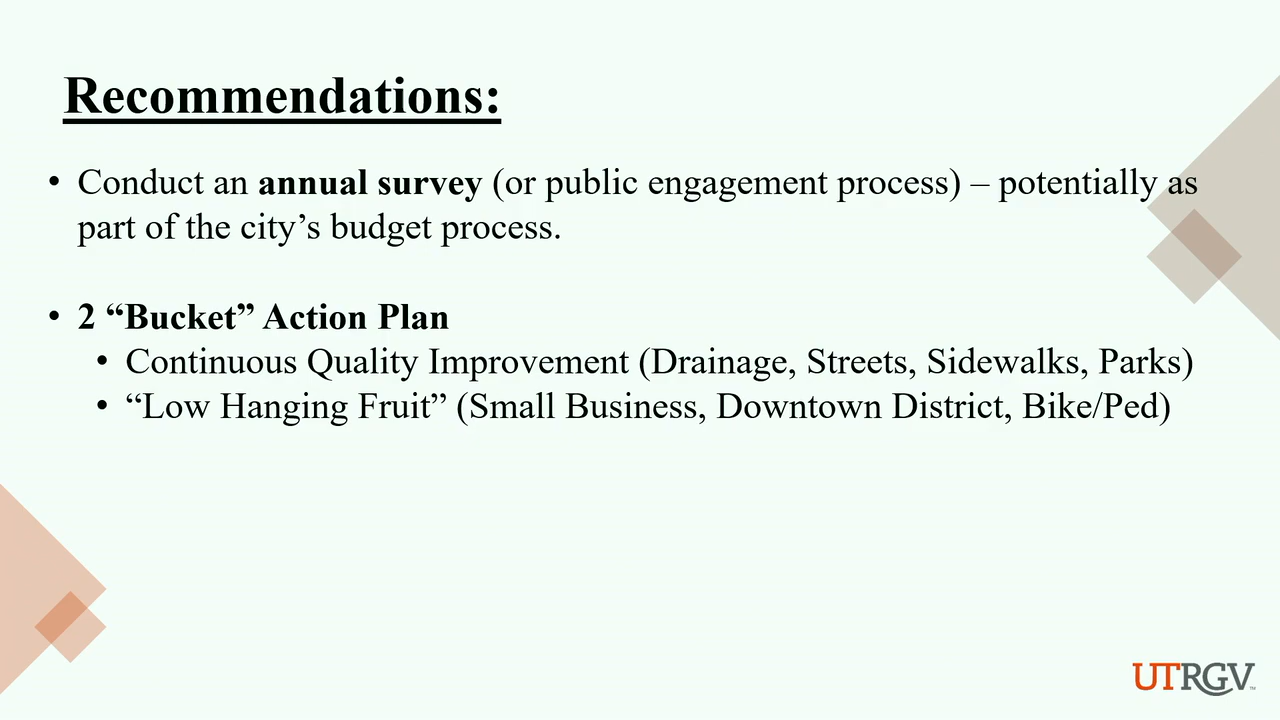 Recommendations:
• Conduct an annual survey (or public engagement process) – potentially as
part of the city’s budget process.
• 2 “Bucket” Action Plan
• Continuous Quality Improvement (Drainage, Streets, Sidewalks, Parks)
• “Low Hanging Fruit” (Small Business, Downtown District, Bike/Ped)
UTRGV™